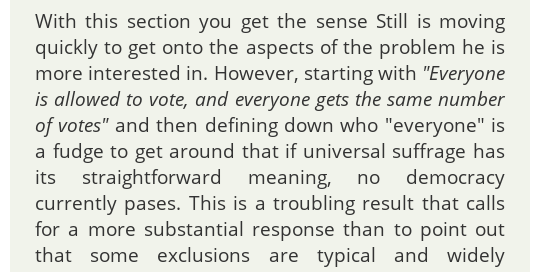 With this section you get the sense Still is moving
quickly to get onto the aspects of the problem he is
more interested in. However, starting with "Everyone
is allowed to vote, and everyone gets the same number
of votes" and then defining down who "everyone" is
a fudge to get around that if universal suffrage has
its straightforward meaning, no democracy
currently pases. This is a troubling result that calls
for a more substantial response than to point out
that some exclusions are typical and widely